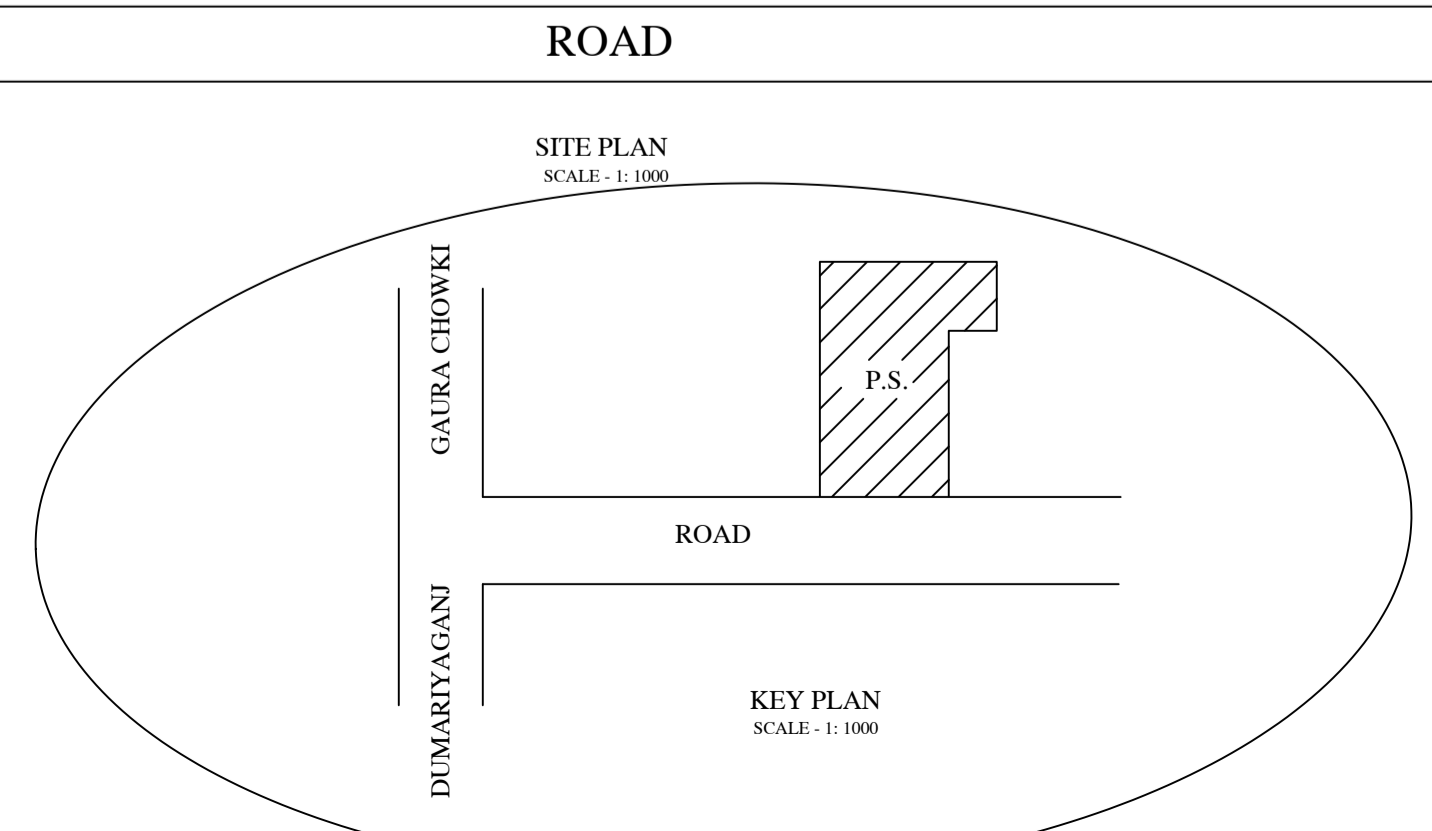 ROAD
SITE PLAN
SCALE - 1: 1000
GAURA CHOWKI
P.S.
ROAD
DUMARIYAGANJ
KEY PLAN
SCALE - 1: 1000